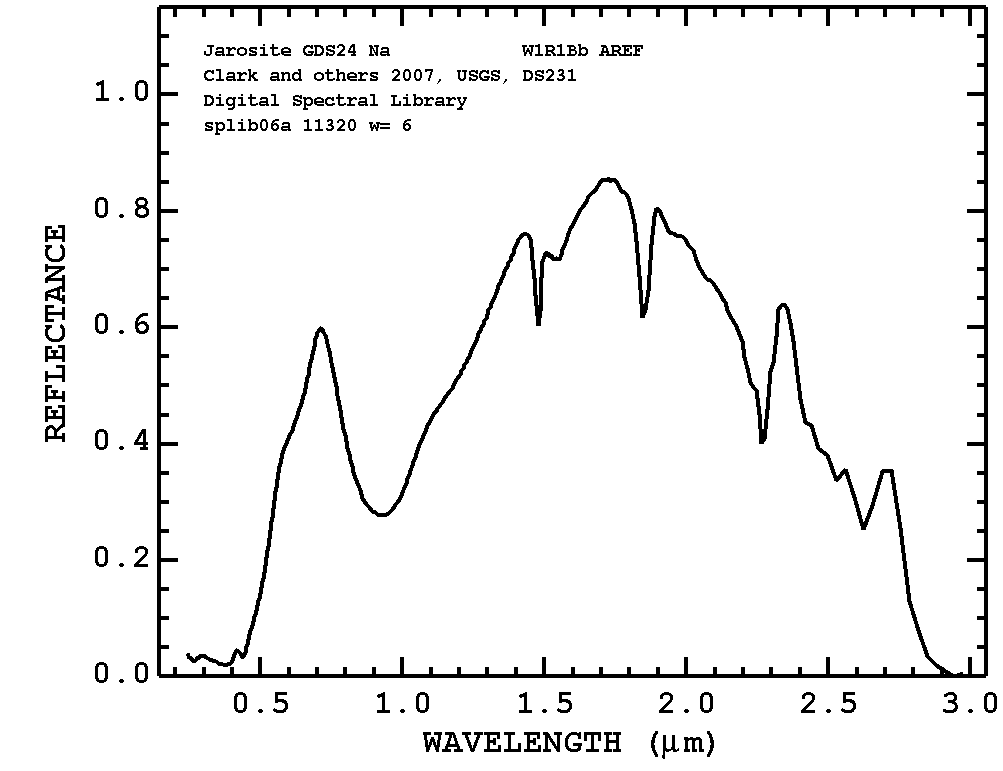 Jarosite GDS24 Na W1R1Bb AREF
Clark and others 2007, USGS, DS231
Digital Spectral Library
splib06a 11320 w= 6
1.0
0.8
0.6
0.4
0.2
0.0
REFLECTANCE
0.5 1.0 1.5 2.0 2.5 3.0
WAVELENGTH (μm)